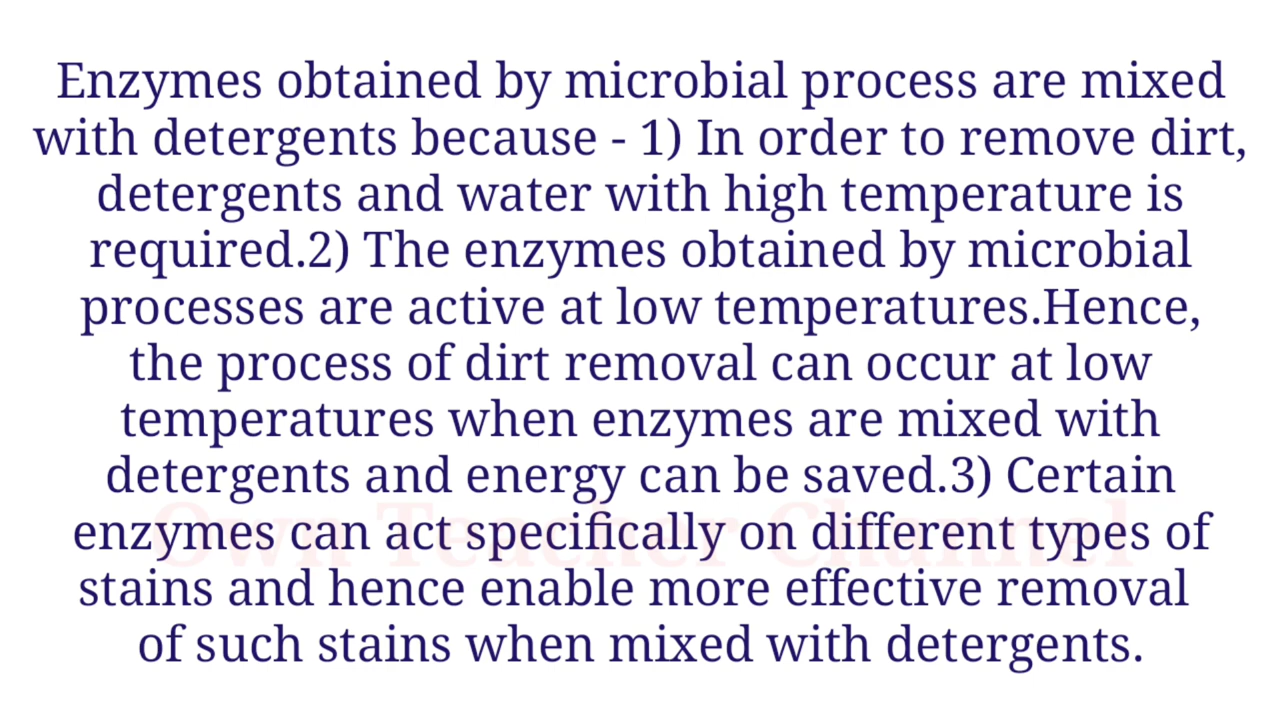 Enzymes obtained by microbial process are mixed
with detergents because - 1) In order to remove dirt,
detergents and water with high temperature is
required.2) The enzymes obtained by microbial
processes are active at low temperatures.Hence,
the process of dirt removal can occur at low
temperatures when enzymes are mixed with
detergents and energy can be saved.3) Certain
enzymes can act specifically on different types of
stains and hence enable more effective removal
of such stains when mixed with detergents.
Own Teacher Channel